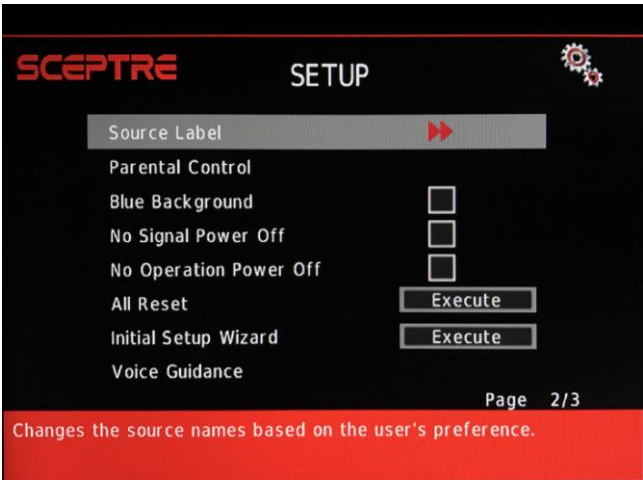 SCEPTRE
SETUP
Source Label
Parental Control
Blue Background
No Signal Power Off
No Operation Power Off
All Reset Execute
Initial Setup Wizard Execute
Voice Guidance
Page 2/3
Changes the source names based on the user's preference.